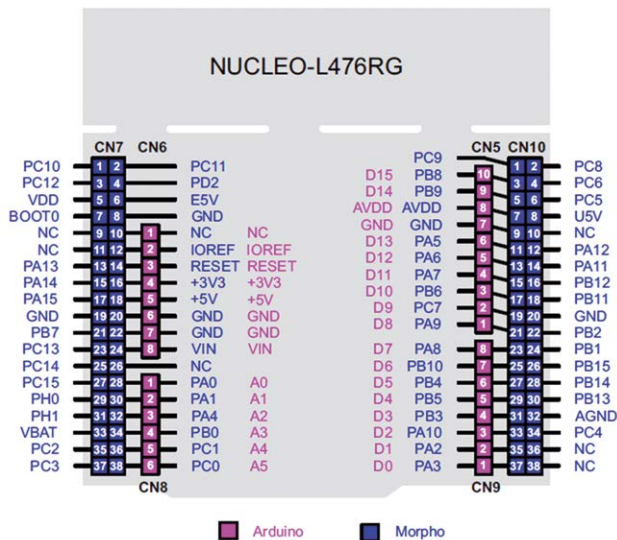 NUCLEO-L476RG
CN7 CN6 CN5 CN10
PC9
PC10 1 2 PC11 1 2 PC8
PC12 3 4 PD2 D15 PB8 10 3 4 PC6
VDD 5 6 E5V D14 PB9 9 5 6 PC5
BOOT0 7 8 GND AVDD AVDD 8 7 8 U5V
NC 9 10 1 NC NC GND GND 7 9 10 NC
NC 11 12 2 IOREF IOREF D13 PA5 6 11 12 PA12
PA13 13 14 3 RESET RESET D12 PA6 5 13 14 PA11
PA14 15 16 4 +3V3 +3V3 D11 PA7 4 15 16 PB12
PA15 17 18 5 +5V +5V D10 PB6 3 17 18 PB11
GND 19 20 6 GND GND D9 PC7 2 19 20 GND
PB7 21 22 7 GND GND D8 PA9 1 21 22 PB2
PC13 23 24 8 VIN VIN D7 PA8 8 23 24 PB1
PC14 25 26 NC D6 PB10 7 25 26 PB15
PC15 27 28 1 PA0 A0 D5 PB4 6 27 28 PB14
PH0 29 30 2 PA1 A1 D4 PB5 5 29 30 PB13
PH1 31 32 3 PA4 A2 D3 PB3 4 31 32 AGND
VBAT 33 34 4 PB0 A3 D2 PA10 3 33 34 PC4
PC2 35 36 5 PC1 A4 D1 PA2 2 35 36 NC
PC3 37 38 6 PC0 A5 D0 PA3 1 37 38 NC
CN8 CN9
Arduino Morpho